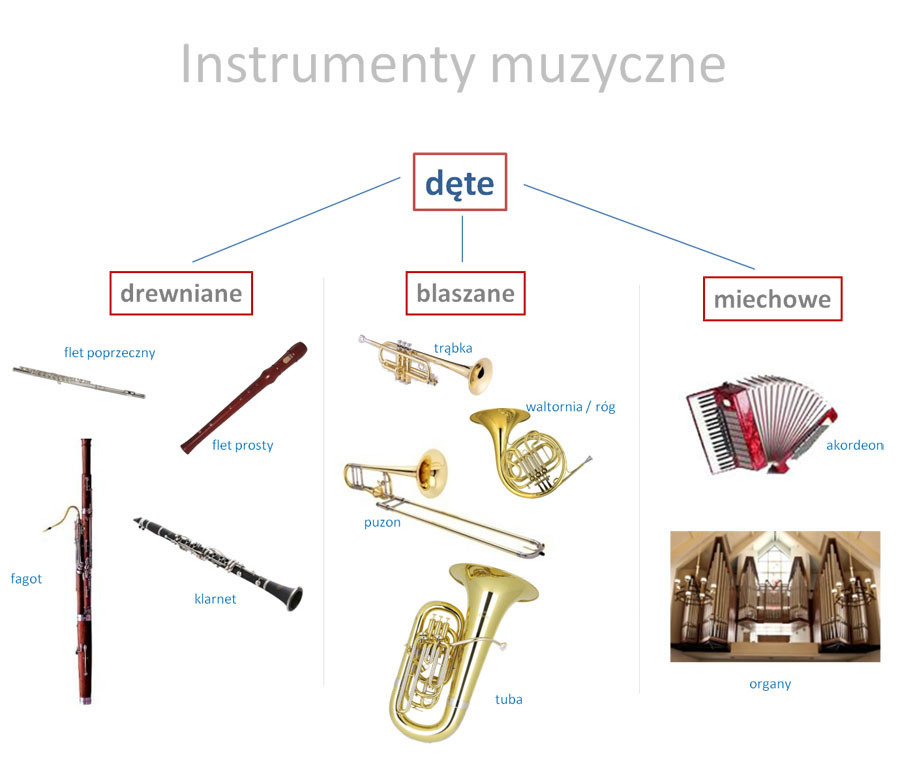 Instrumenty muzyczne
dęte
drewniane
blaszane
miechowe
flet poprzeczny
flet prosty
fagot
klarnet
trąbka
waltornia / róg
puzon
tuba
akordeon
organy